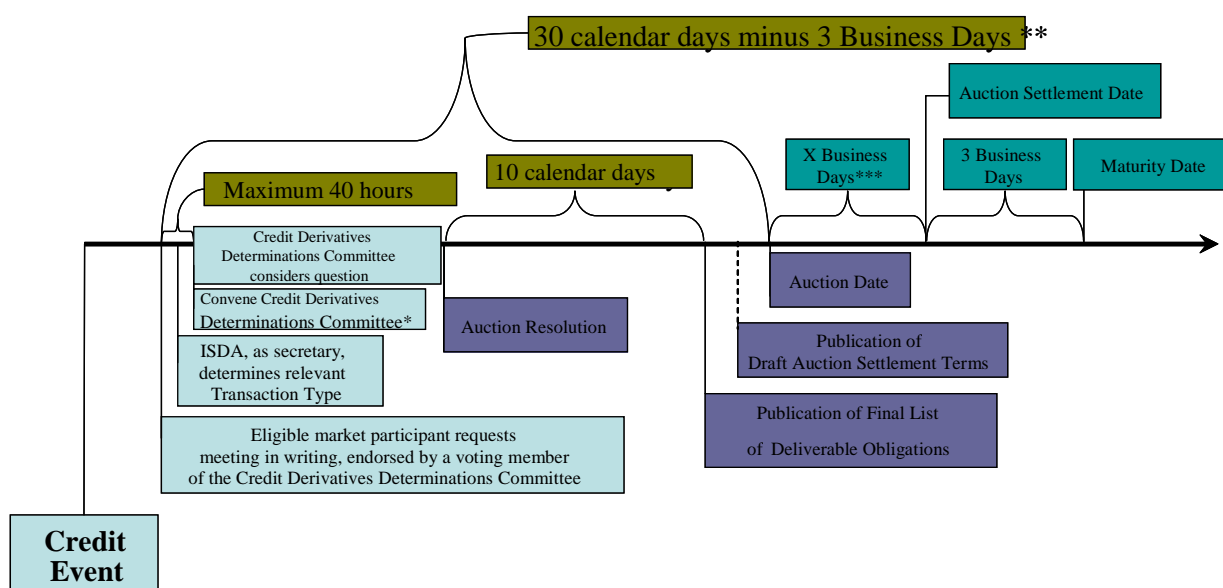 30 calendar days minus 3 Business Days **
Auction Settlement Date
X Business
Days***
3 Business
Days
Maturity Date
10 calendar days
Maximum 40 hours
Credit Derivatives
Determinations Committee
considers question
Convene Credit Derivatives
Determinations Committee*
Auction Resolution
Auction Date
ISDA, as secretary,
determines relevant
Transaction Type
Publication of
Draft Auction Settlement Terms
Eligible market participant requests
meeting in writing, endorsed by a voting member
of the Credit Derivatives Determinations Committee
Publication of Final List
of Deliverable Obligations
Credit
Event